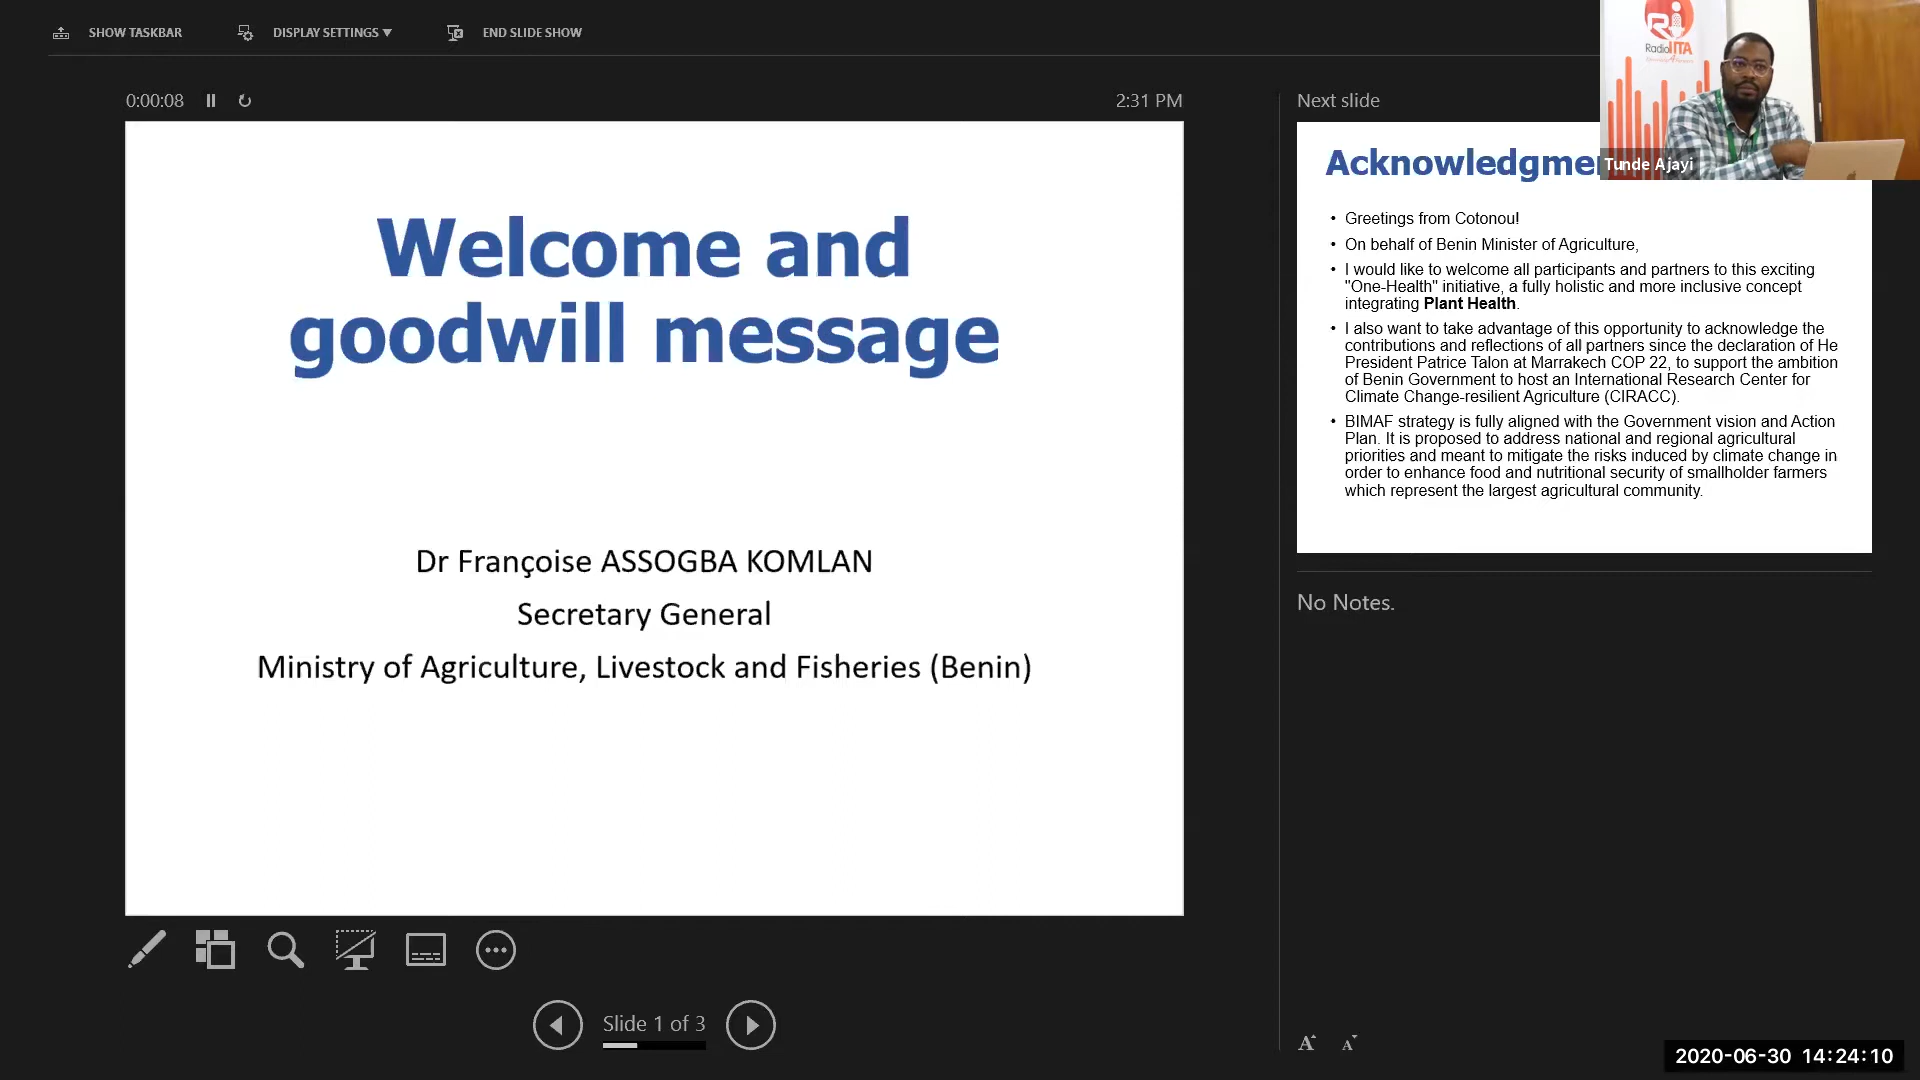 SHOW TASKBAR
DISPLAY SETTINGS ▼
END SLIDE SHOW
0:00:08
2:31 PM
Welcome and
goodwill message
Dr Françoise ASSOGBA KOMLAN
Secretary General
Ministry of Agriculture, Livestock and Fisheries (Benin)
Slide 1 of 3
Next slide
Ri
Radio IITA
Tunde Ajayi
• Greetings from Cotonou!
• On behalf of Benin Minister of Agriculture,
• I would like to welcome all participants and partners to this exciting
"One-Health" initiative, a fully holistic and more inclusive concept
integrating Plant Health.
• I also want to take advantage of this opportunity to acknowledge the
contributions and reflections of all partners since the declaration of He
President Patrice Talon at Marrakech COP 22, to support the ambition
of Benin Government to host an International Research Center for
Climate Change-resilient Agriculture (CIRACC).
• BIMAF strategy is fully aligned with the Government vision and Action
Plan. It is proposed to address national and regional agricultural
priorities and meant to mitigate the risks induced by climate change in
order to enhance food and nutritional security of smallholder farmers
which represent the largest agricultural community.
No Notes.
A A
2020-06-30 14:24:10